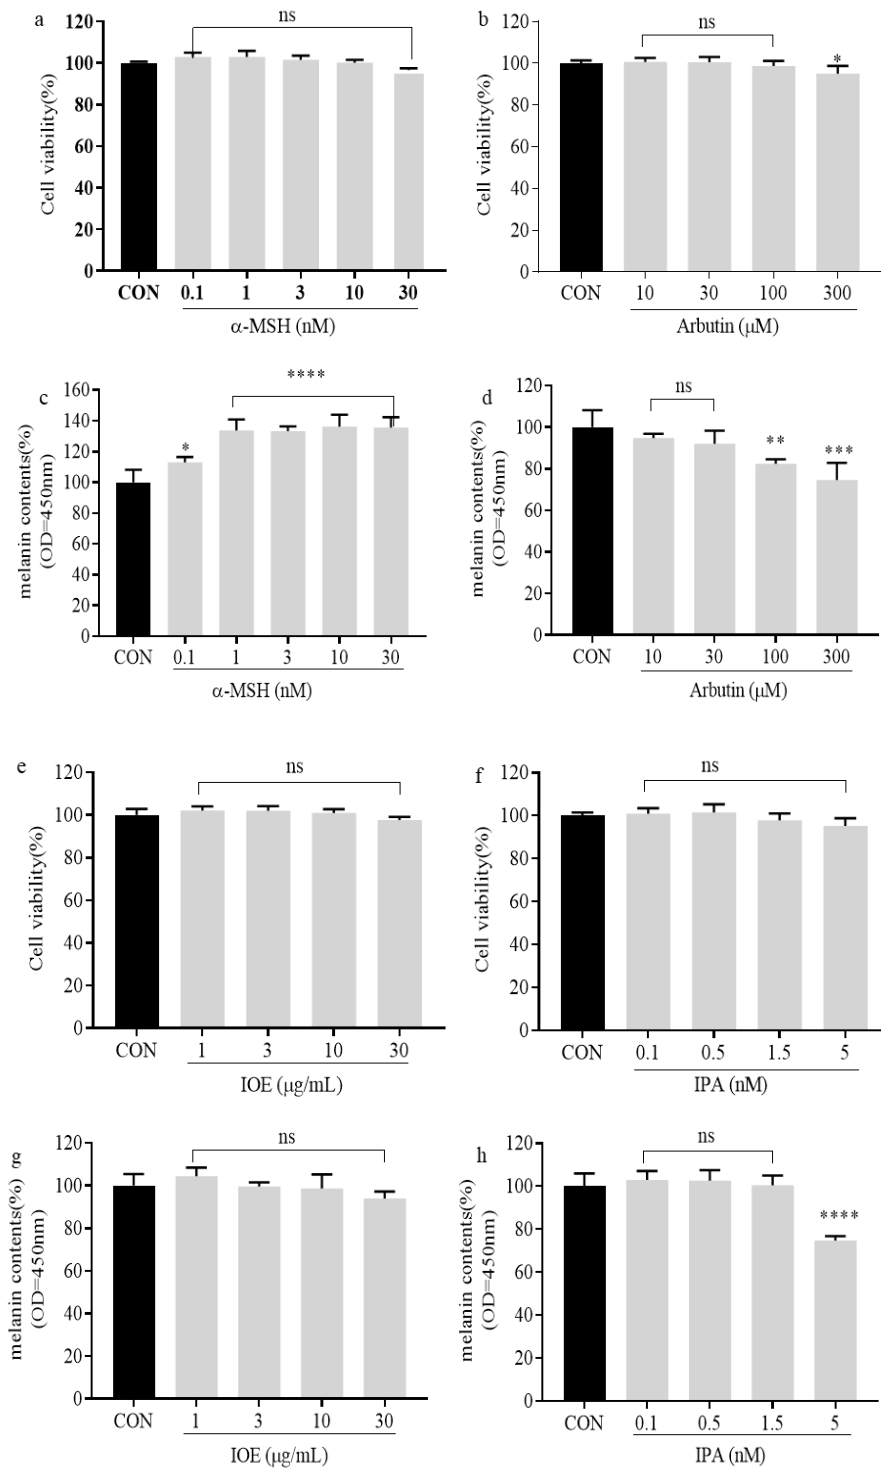 a
ns
Cell viability(%)
120
100
80
60
40
20
0
CON 0.1 1 3 10 30
α-MSH (nM)
b
ns
*
Cell viability(%)
120
100
80
60
40
20
0
CON 10 30 100 300
Arbutin (μM)
c
****
*
melanin contents(%)
(OD=450nm)
160
140
120
100
80
60
40
20
0
CON 0.1 1 3 10 30
α-MSH (nM)
d
ns
**
***
melanin contents(%)
(OD=450nm)
120
100
80
60
40
20
0
CON 10 30 100 300
Arbutin (μM)
e
ns
Cell viability(%)
120
100
80
60
40
20
0
CON 1 3 10 30
IOE (μg/mL)
f
ns
Cell viability(%)
120
100
80
60
40
20
0
CON 0.1 0.5 1.5 5
IPA (nM)
g
ns
melanin contents(%)
(OD=450nm)
120
100
80
60
40
20
0
CON 1 3 10 30
IOE (μg/mL)
h
ns
****
melanin contents(%)
(OD=450nm)
120
100
80
60
40
20
0
CON 0.1 0.5 1.5 5
IPA (nM)